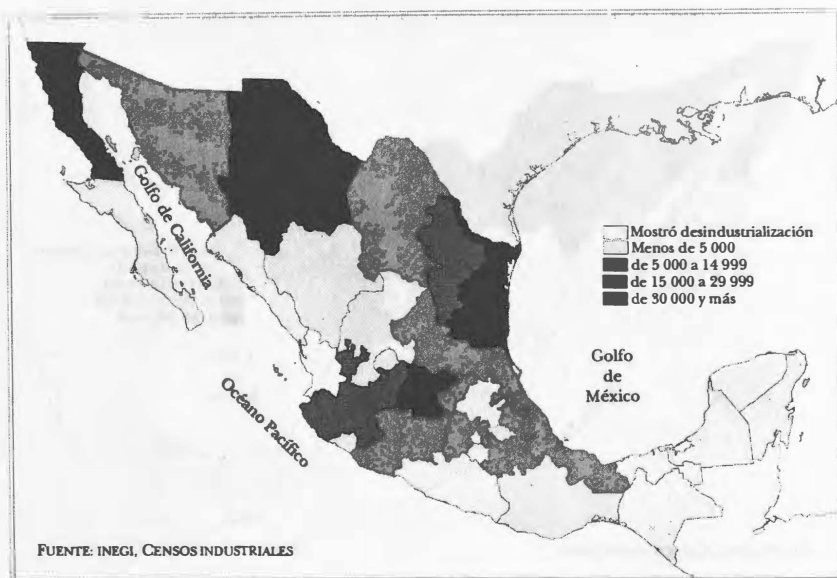 Golfo de California
Mostró desindustrialización
Menos de 5 000
de 5 000 a 14 999
de 15 000 a 29 999
de 30 000 y más
Golfo
de
México
Océano Pacífico
FUENTE: INEGI, CENSOS INDUSTRIALES